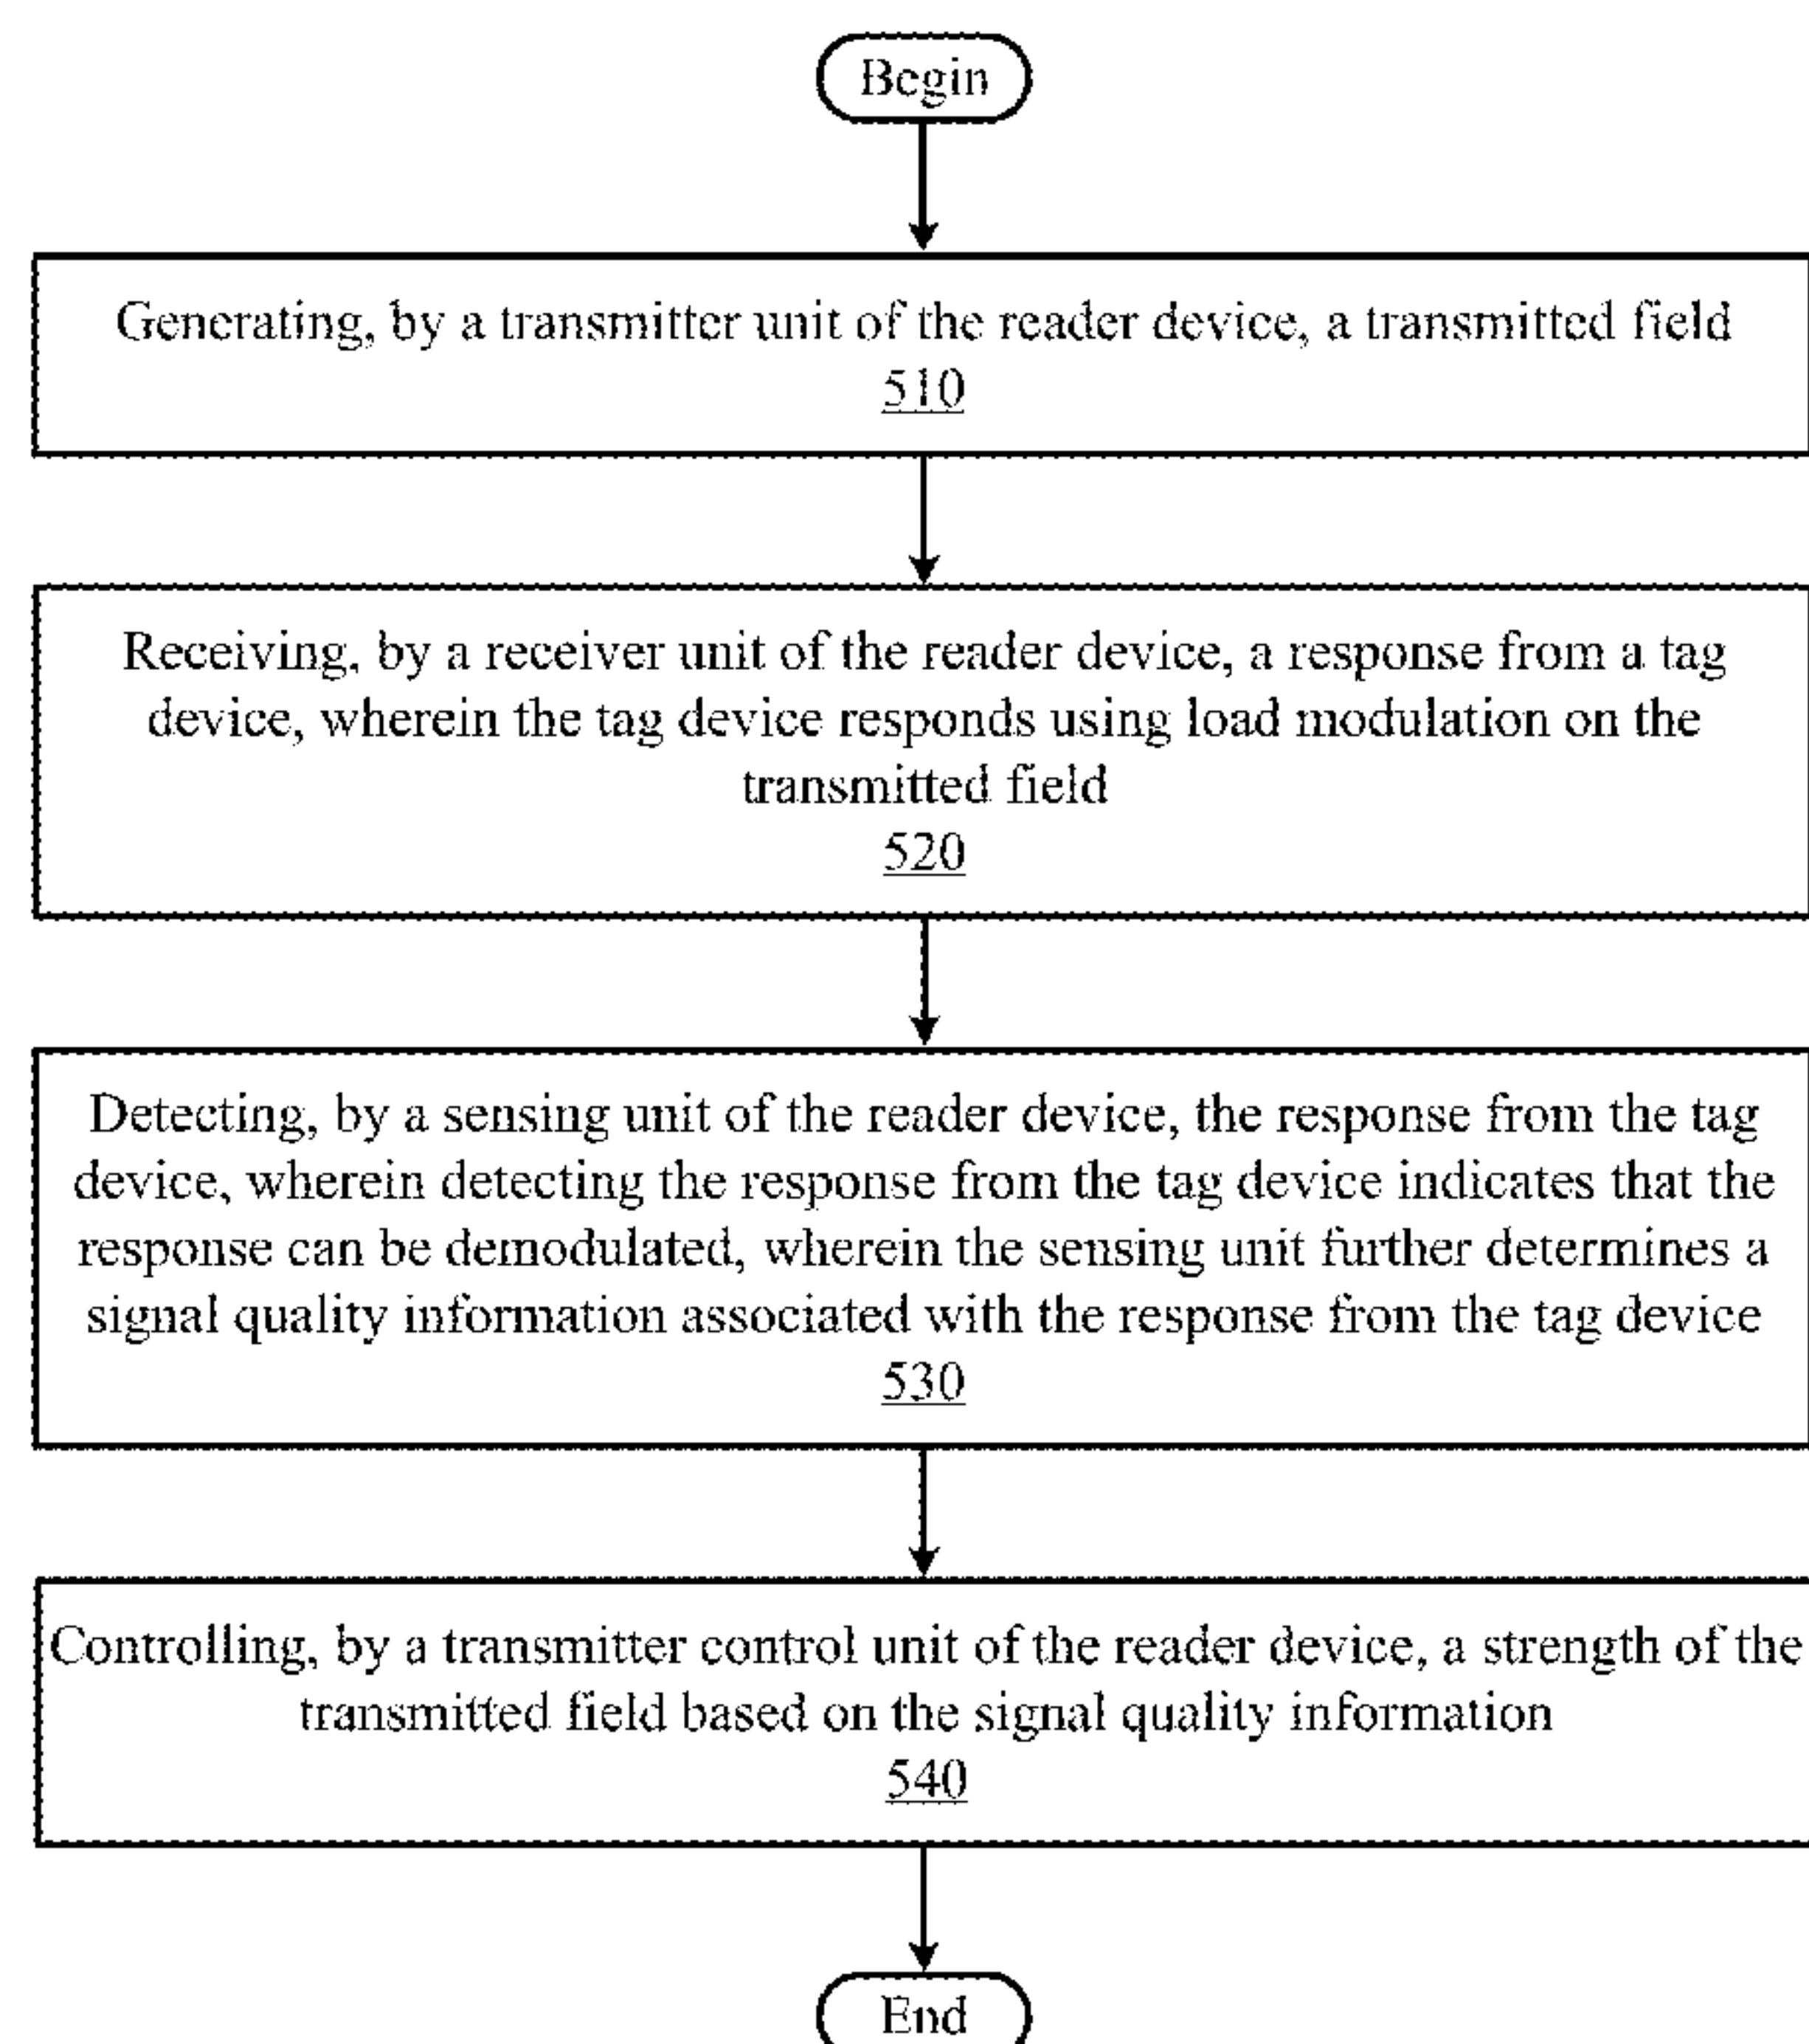 Begin
Generating, by a transmitter unit of the reader device, a transmitted field
510
Receiving, by a receiver unit of the reader device, a response from a tag
device, wherein the tag device responds using load modulation on the
transmitted field
520
Detecting, by a sensing unit of the reader device, the response from the tag
device, wherein detecting the response from the tag device indicates that the
response can be demodulated, wherein the sensing unit further determines a
signal quality information associated with the response from the tag device
530
Controlling, by a transmitter control unit of the reader device, a strength of the
transmitted field based on the signal quality information
540
End